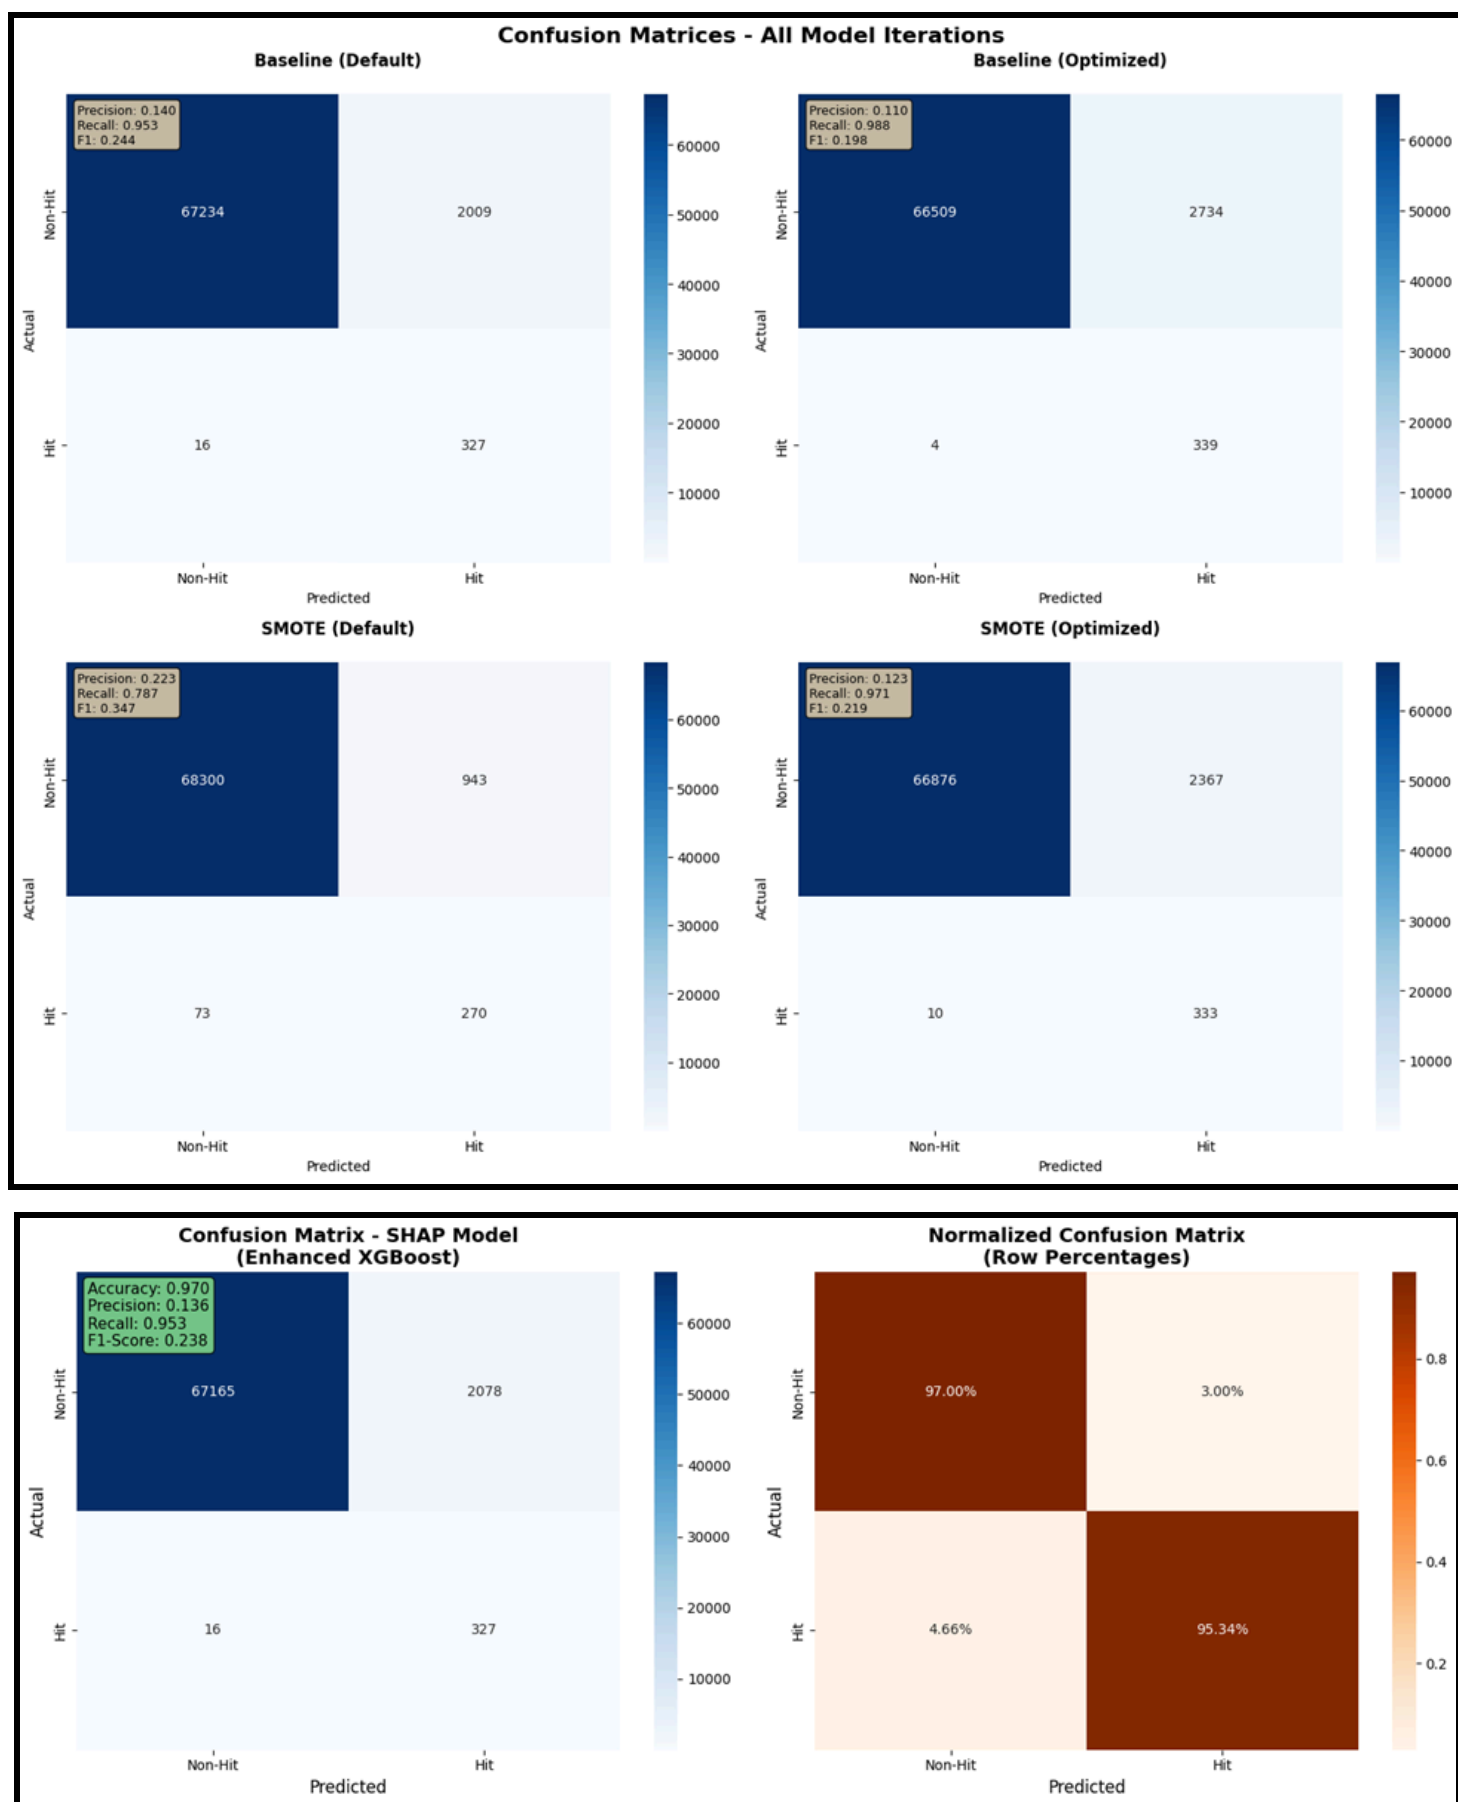 Confusion Matrices - All Model Iterations
Baseline (Default)
Precision: 0.140
Recall: 0.953
F1: 0.244
67234
2009
16
327
Non-Hit
Hit
Actual
Non-Hit
Hit
Predicted
60000
50000
40000
30000
20000
10000
Baseline (Optimized)
Precision: 0.110
Recall: 0.988
F1: 0.198
66509
2734
4
339
Non-Hit
Hit
Actual
Non-Hit
Hit
Predicted
60000
50000
40000
30000
20000
10000
SMOTE (Default)
Precision: 0.223
Recall: 0.787
F1: 0.347
68300
943
73
270
Non-Hit
Hit
Actual
Non-Hit
Hit
Predicted
60000
50000
40000
30000
20000
10000
SMOTE (Optimized)
Precision: 0.123
Recall: 0.971
F1: 0.219
66876
2367
10
333
Non-Hit
Hit
Actual
Non-Hit
Hit
Predicted
60000
50000
40000
30000
20000
10000
Confusion Matrix - SHAP Model
(Enhanced XGBoost)
Accuracy: 0.970
Precision: 0.136
Recall: 0.953
F1-Score: 0.238
67165
2078
16
327
Non-Hit
Hit
Actual
Non-Hit
Hit
Predicted
60000
50000
40000
30000
20000
10000
Normalized Confusion Matrix
(Row Percentages)
97.00%
3.00%
4.66%
95.34%
Non-Hit
Hit
Actual
Non-Hit
Hit
Predicted
0.8
0.6
0.4
0.2